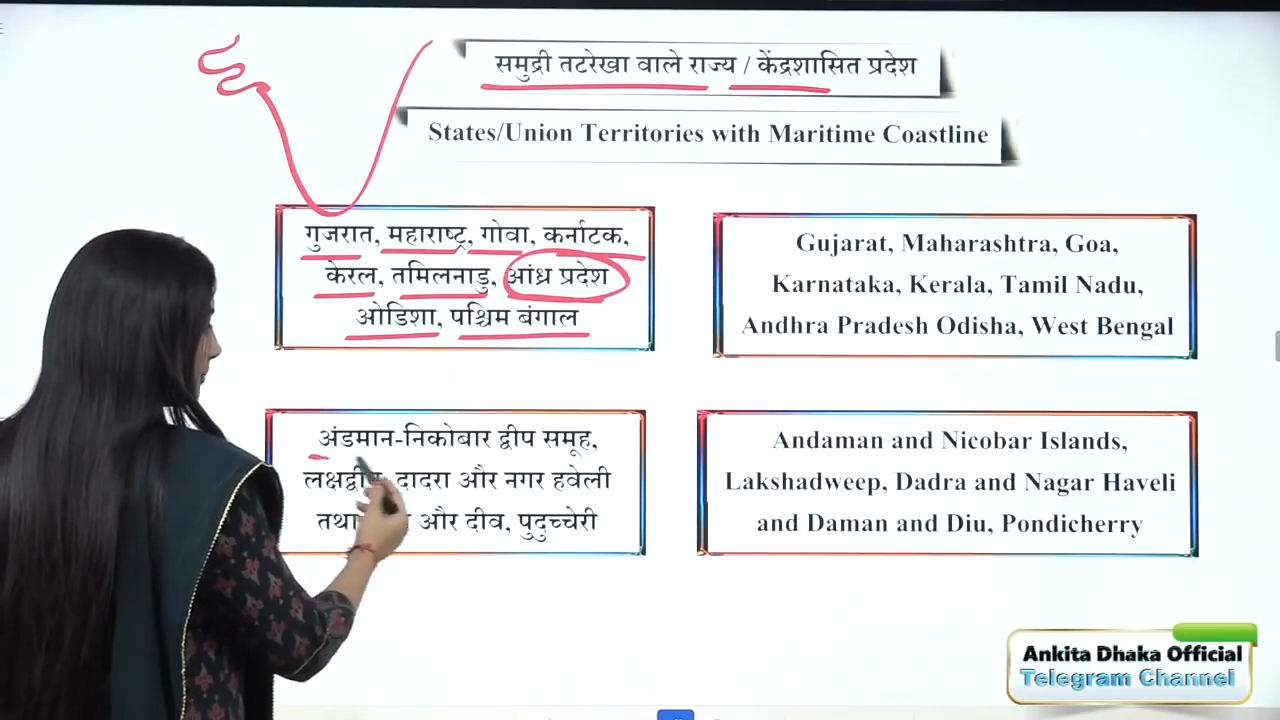 समुद्री तटरेखा वाले राज्य / केंद्रशासित प्रदेश
States/Union Territories with Maritime Coastline
गुजरात, महाराष्ट्र, गोवा, कर्नाटक,
केरल, तमिलनाडु, आंध्र प्रदेश
ओडिशा, पश्चिम बंगाल
Gujarat, Maharashtra, Goa,
Karnataka, Kerala, Tamil Nadu,
Andhra Pradesh Odisha, West Bengal
अंडमान-निकोबार द्वीप समूह,
दादरा और नगर हवेली
तथा और दीव, पुदुच्चेरी
Andaman and Nicobar Islands,
Lakshadweep, Dadra and Nagar Haveli
and Daman and Diu, Pondicherry
Ankita Dhaka Official
Telegram Channel